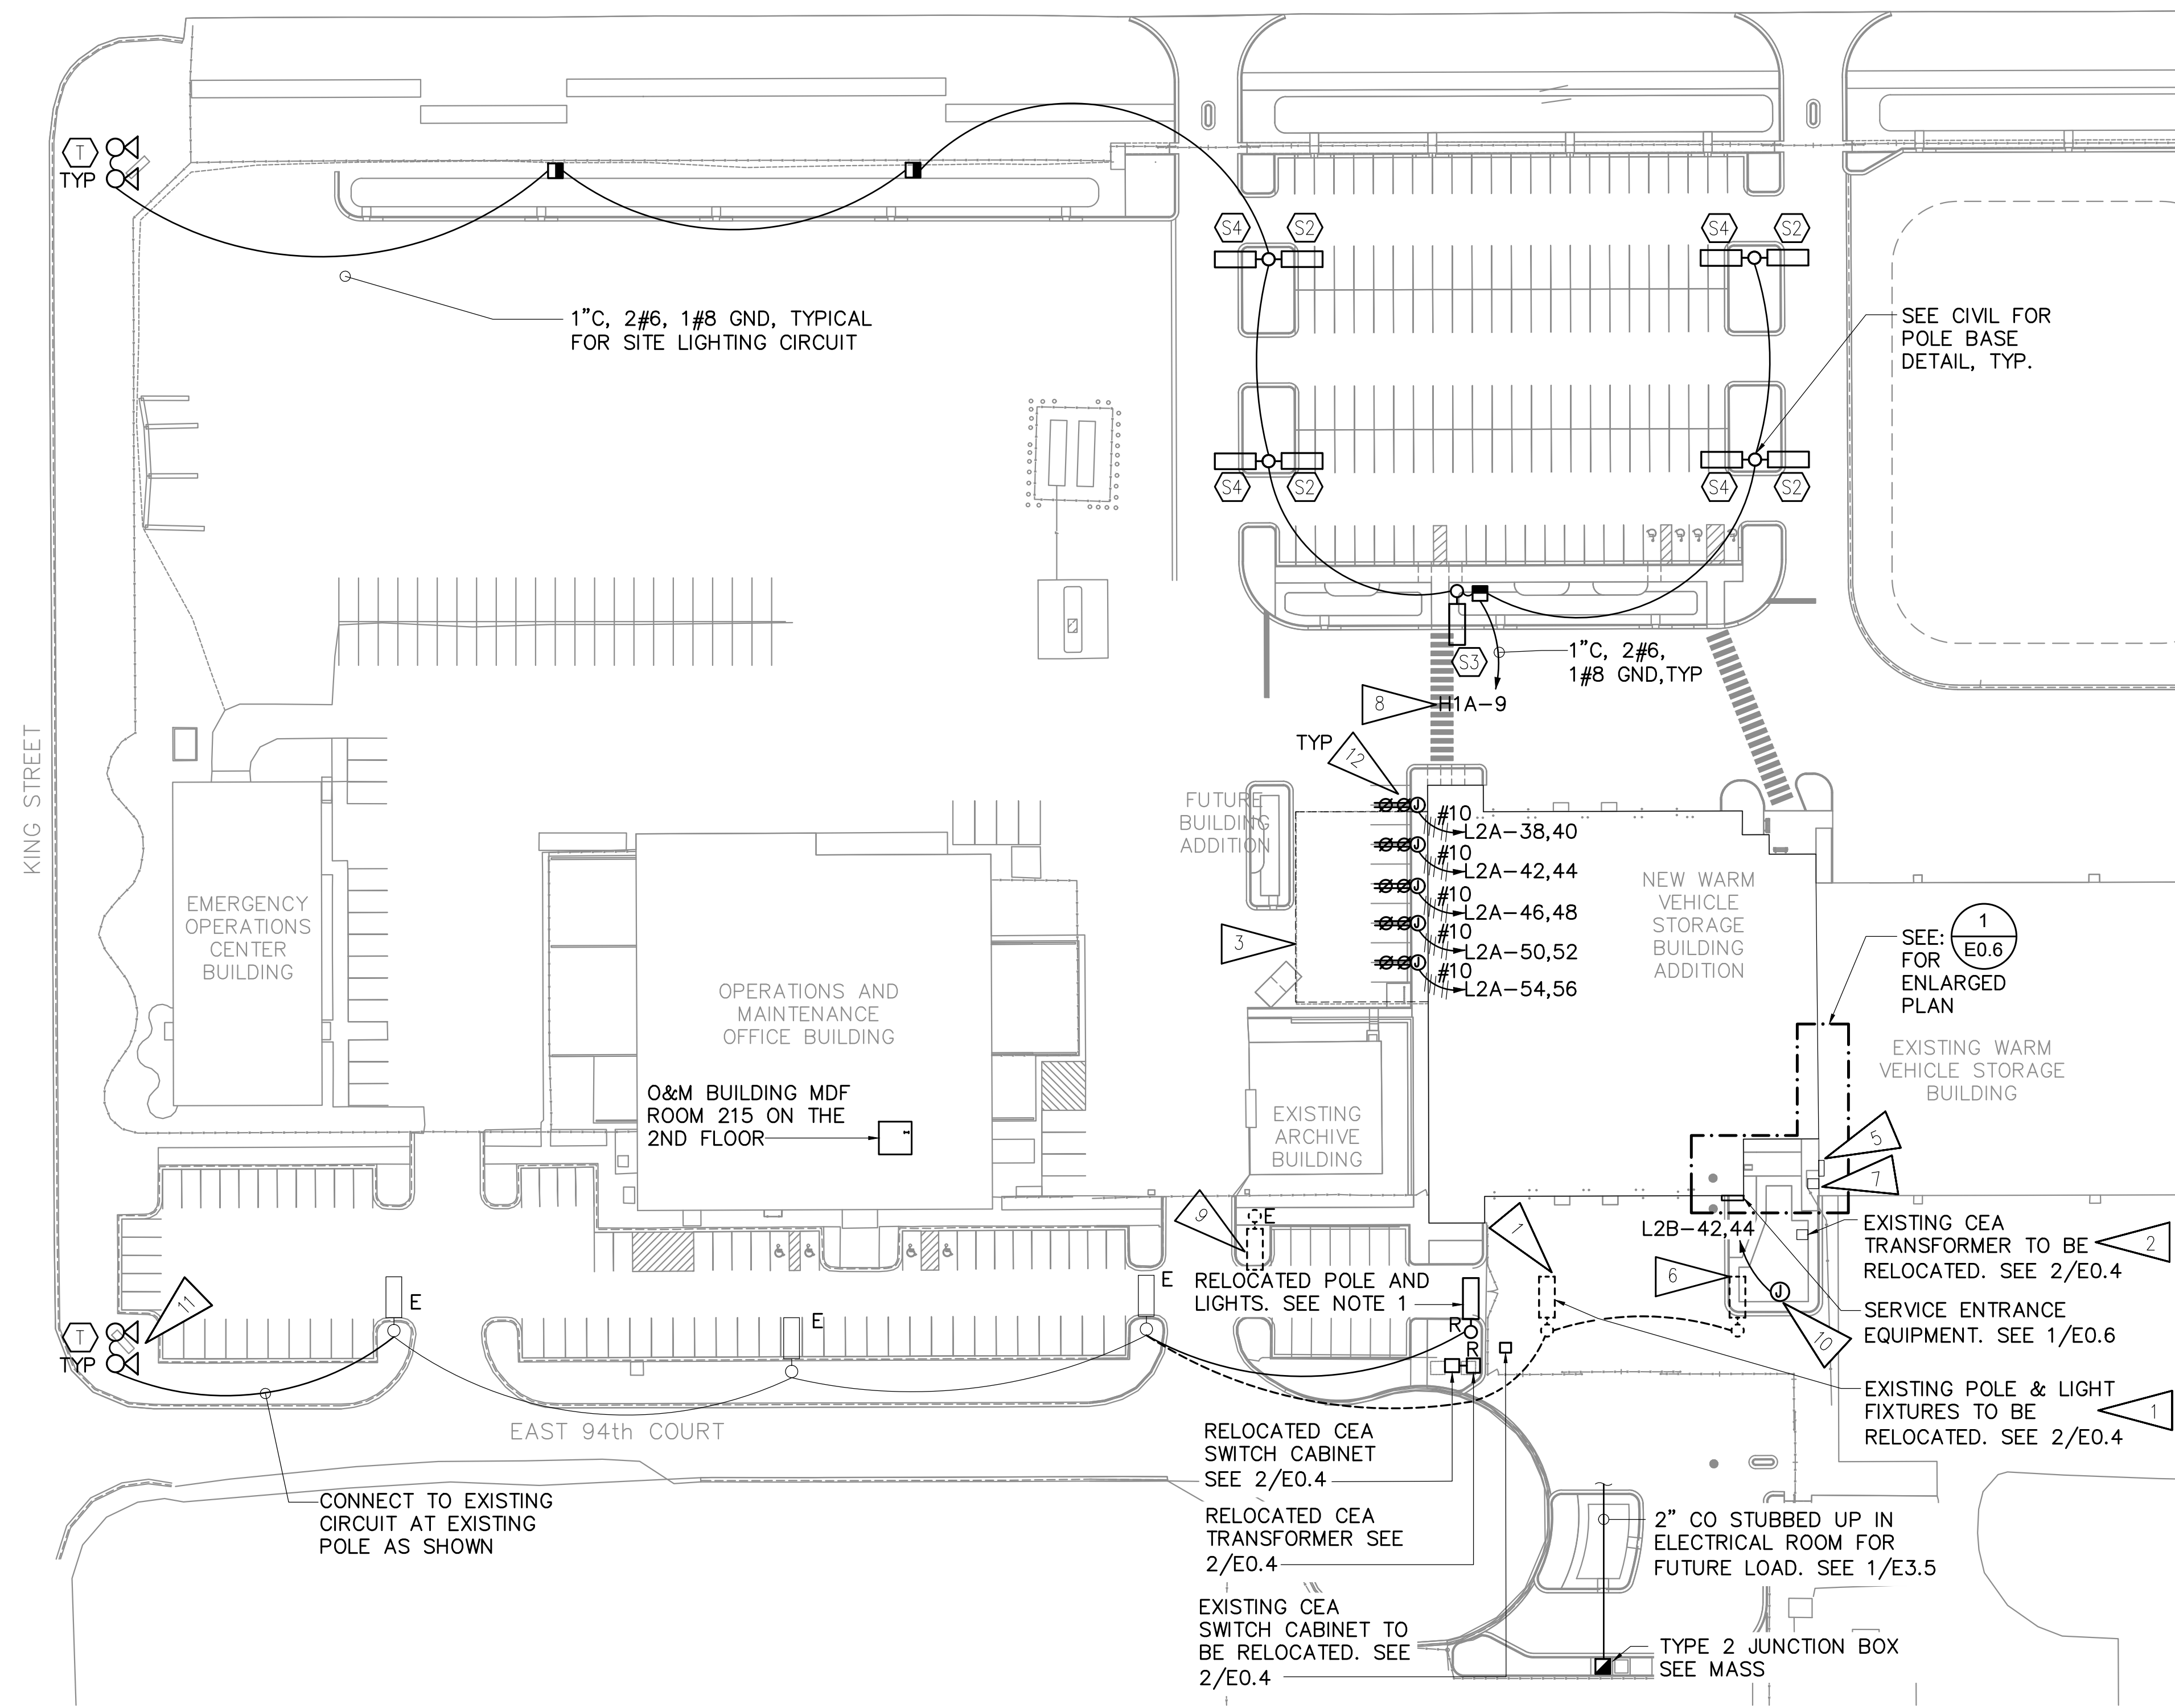 T
TYP
1"C, 2#6, 1#8 GND, TYPICAL
FOR SITE LIGHTING CIRCUIT
S4
S2
S4
S2
SEE CIVIL FOR
POLE BASE
DETAIL, TYP.
S4
S2
S4
S2
S3
1"C, 2#6,
1#8 GND,TYP
8
H1A-9
KING STREET
TYP
12
FUTURE
BUILDING
ADDITION
J
#10
L2A-38,40
J
#10
L2A-42,44
J
#10
L2A-46,48
J
#10
L2A-50,52
J
#10
L2A-54,56
3
NEW WARM
VEHICLE
STORAGE
BUILDING
ADDITION
SEE:
FOR
ENLARGED
PLAN
1
E0.6
EMERGENCY
OPERATIONS
CENTER
BUILDING
OPERATIONS AND
MAINTENANCE
OFFICE BUILDING
O&M BUILDING MDF
ROOM 215 ON THE
2ND FLOOR
EXISTING
ARCHIVE
BUILDING
EXISTING WARM
VEHICLE STORAGE
BUILDING
5
7
9
E
1
L2B-42,44
6
J
10
EXISTING CEA
TRANSFORMER TO BE
RELOCATED. SEE 2/E0.4
2
SERVICE ENTRANCE
EQUIPMENT. SEE 1/E0.6
EXISTING POLE & LIGHT
FIXTURES TO BE
RELOCATED. SEE 2/E0.4
1
RELOCATED POLE AND
LIGHTS. SEE NOTE 1
R
R
E
E
E
11
T
TYP
EAST 94th COURT
CONNECT TO EXISTING
CIRCUIT AT EXISTING
POLE AS SHOWN
RELOCATED CEA
SWITCH CABINET
SEE 2/E0.4
RELOCATED CEA
TRANSFORMER SEE
2/E0.4
EXISTING CEA
SWITCH CABINET TO
BE RELOCATED. SEE
2/E0.4
2" CO STUBBED UP IN
ELECTRICAL ROOM FOR
FUTURE LOAD. SEE 1/E3.5
TYPE 2 JUNCTION BOX
SEE MASS